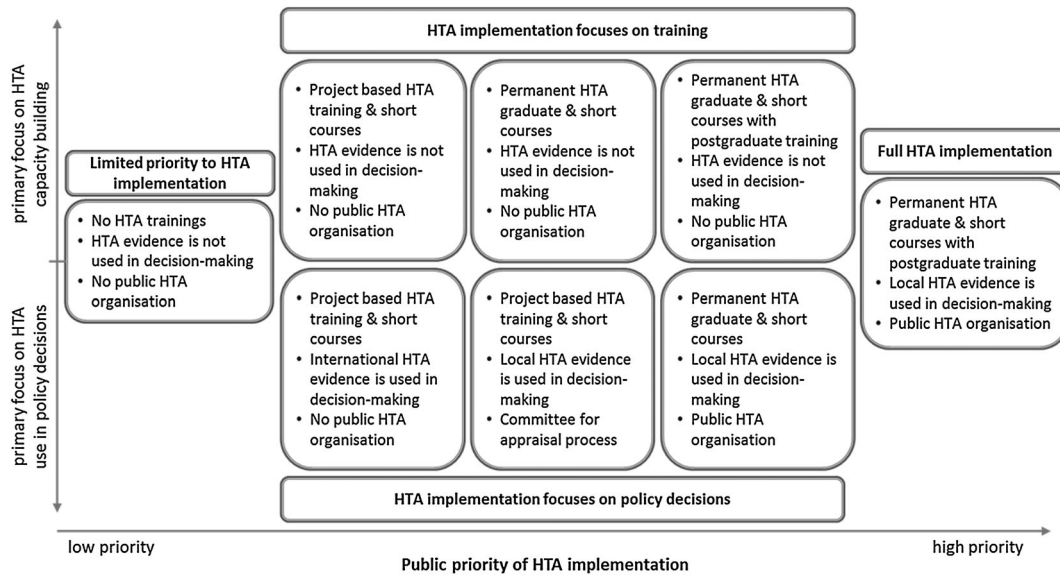 primary focus on HTA
capacity building
primary focus on HTA
use in policy decisions
Limited priority to HTA
implementation
• No HTA trainings
• HTA evidence is not
used in decision-making
• No public HTA
organisation
HTA implementation focuses on training
• Project based HTA
training & short
courses
• HTA evidence is not
used in decision-
making
• No public HTA
organisation
• Permanent HTA
graduate & short
courses
• HTA evidence is not
used in decision-
making
• No public HTA
organisation
• Permanent HTA
graduate & short
courses with
postgraduate training
• HTA evidence is not
used in decision-
making
• No public HTA
organisation
• Project based HTA
training & short
courses
• International HTA
evidence is used in
decision-making
• No public HTA
organisation
• Project based HTA
training & short
courses
• Local HTA evidence
is used in decision-
making
• Committee for
appraisal process
• Permanent HTA
graduate & short
courses
• Local HTA evidence is
used in decision-
making
• Public HTA
organisation
HTA implementation focuses on policy decisions
Full HTA implementation
• Permanent HTA
graduate & short
courses with
postgraduate training
• Local HTA evidence is
used in decision-making
• Public HTA organisation
low priority
high priority
Public priority of HTA implementation